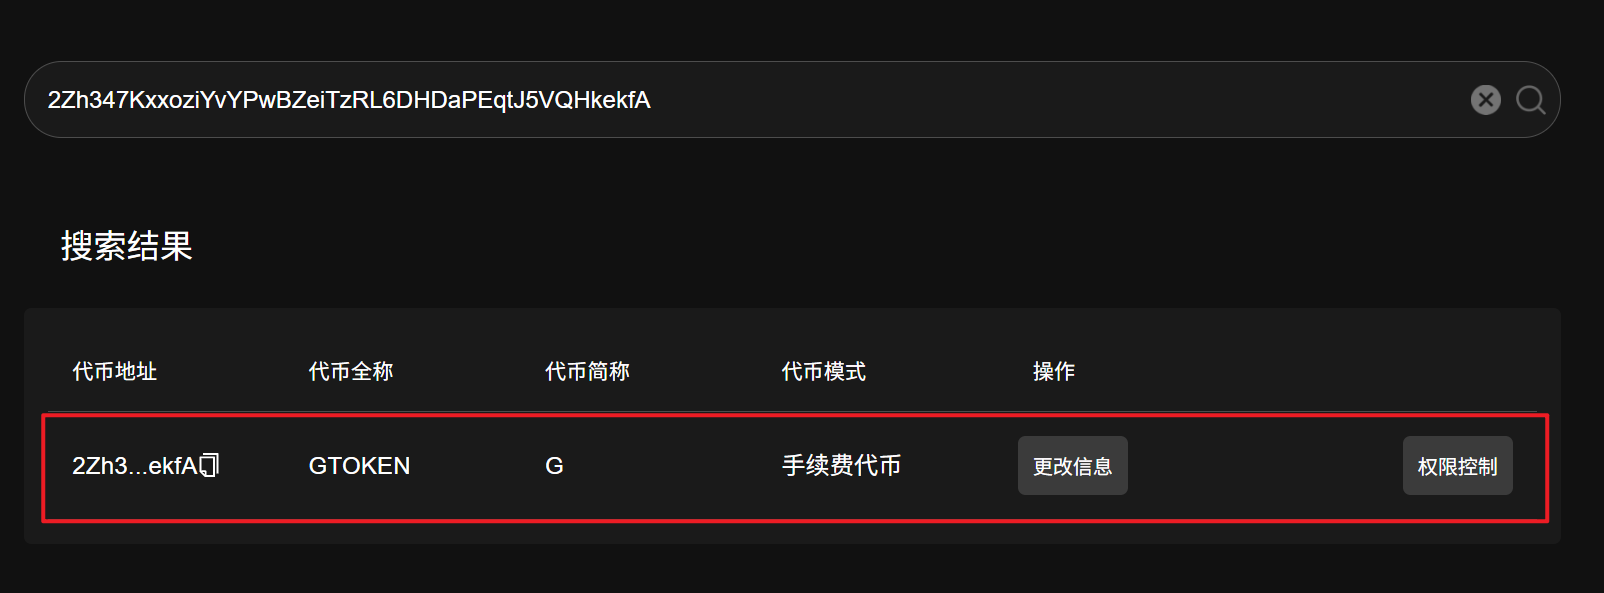 2Zh347KxxoziYvYPwBZeiTzRL6DHDaPEqtJ5VQHkekfA
搜索结果
代币地址 代币全称 代币简称 代币模式 操作
2Zh3...ekfA GTOKEN G 手续费代币 更改信息 权限控制